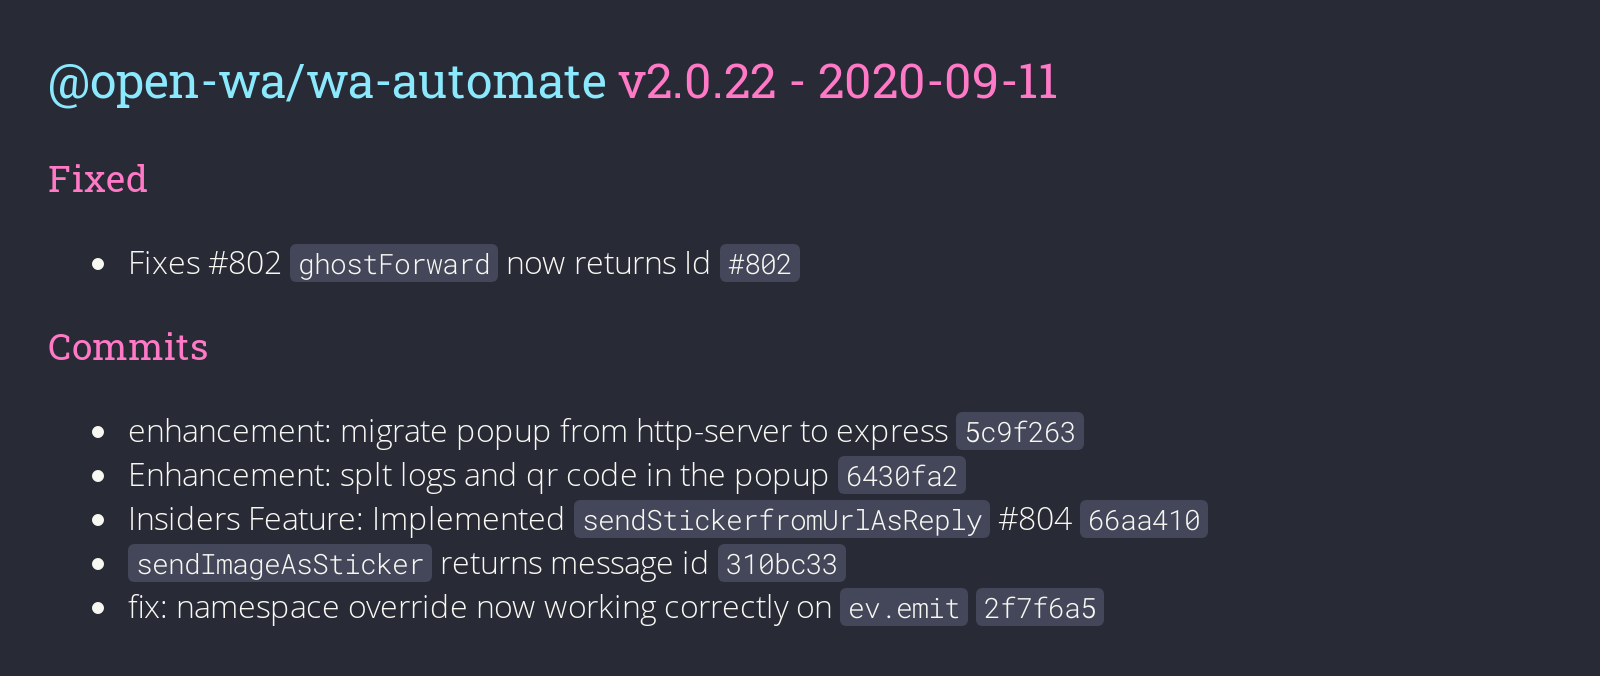 @open-wa/wa-automate v2.0.22 - 2020-09-11
Fixed
Fixes #802 ghostForward now returns Id #802
Commits
enhancement: migrate popup from http-server to express 5c9f263
Enhancement: splt logs and qr code in the popup 6430fa2
Insiders Feature: Implemented sendStickerfromUrlAsReply #804 66aa410
sendImageAsSticker returns message id 310bc33
fix: namespace override now working correctly on ev.emit 2f7f6a5